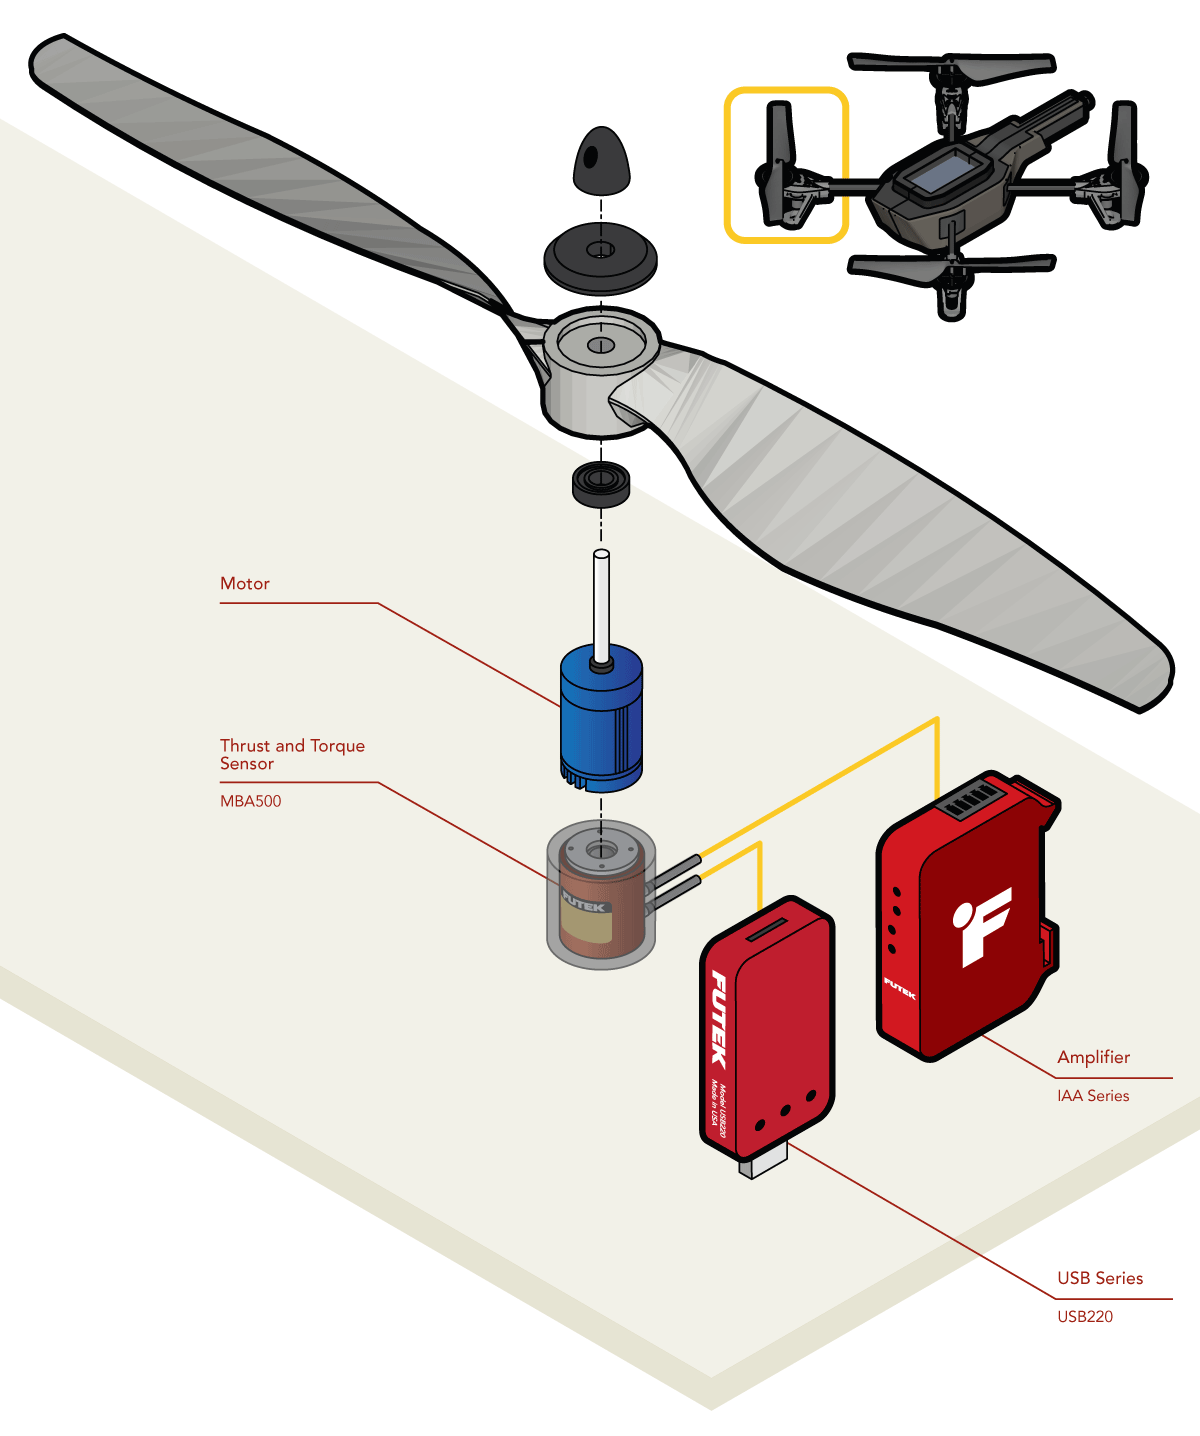 Motor
Thrust and Torque
Sensor
MBA500
FUTEK
FUTEK
Model USB220
Made in USA
FUTEK
Amplifier
IAA Series
USB Series
USB220